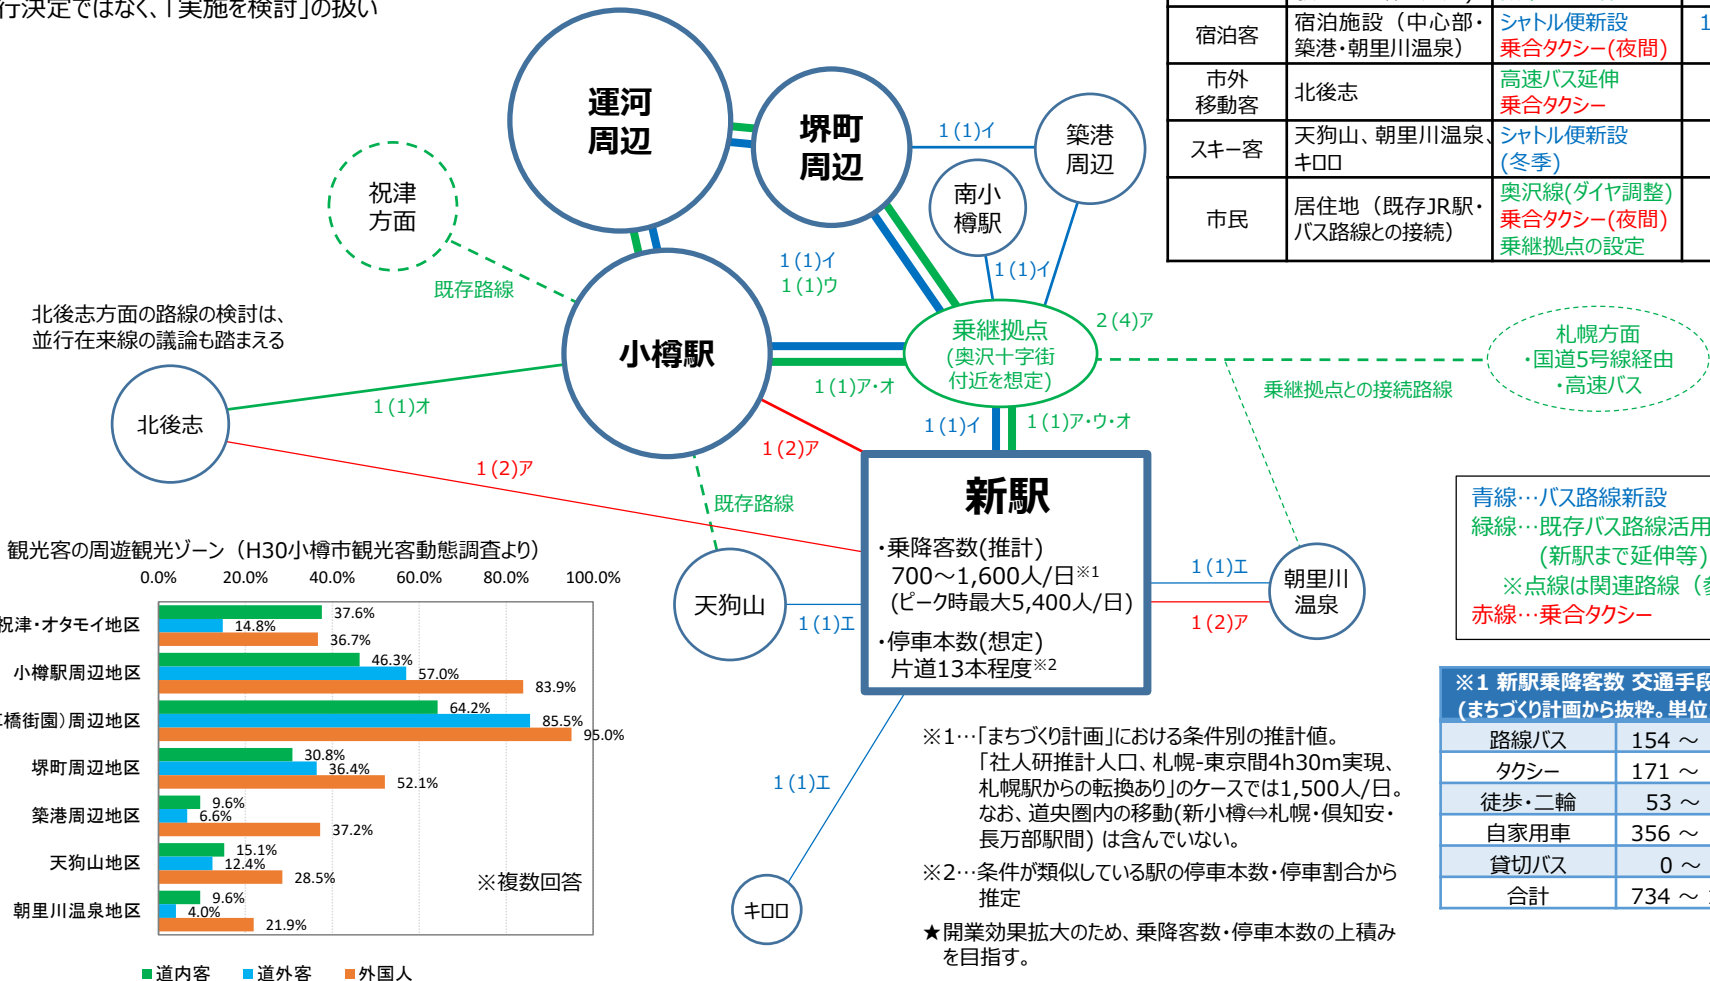 行決定ではなく、「実施を検討」の扱い
宿泊客
宿泊施設（中心部・
築港・朝里川温泉）
シャトル便新設
乗合タクシー(夜間)
1
市外
移動客
北後志
高速バス延伸
乗合タクシー
スキー客
天狗山、朝里川温泉、
キロロ
シャトル便新設
(冬季)
市民
居住地（既存JR駅・
バス路線との接続）
奥沢線(ダイヤ調整)
乗合タクシー(夜間)
乗継拠点の設定
運河
周辺
堺町
周辺
1(1)イ
築港
周辺
南小
樽駅
祝津
方面
既存路線
1(1)イ
1(1)ウ
1(1)イ
北後志方面の路線の検討は、
並行在来線の議論も踏まえる
小樽駅
乗継拠点
(奥沢十字街
付近を想定)
2(4)ア
札幌方面
・国道5号線経由
・高速バス
乗継拠点との接続路線
1(1)ア・オ
1(1)オ
北後志
1(1)イ
1(1)ア・ウ・オ
1(2)ア
1(2)ア
既存路線
新駅
・乗降客数(推計)
700～1,600人/日※1
(ピーク時最大5,400人/日)
・停車本数(想定)
片道13本程度※2
天狗山
1(1)エ
1(1)エ
1(2)ア
朝里川
温泉
1(1)エ
キロロ
青線…バス路線新設
緑線…既存バス路線活用
(新駅まで延伸等)
※点線は関連路線（参
赤線…乗合タクシー
観光客の周遊観光ゾーン（H30小樽市観光客動態調査より）
0.0% 20.0% 40.0% 60.0% 80.0% 100.0%
祝津・オタモイ地区
37.6%
14.8%
36.7%
小樽駅周辺地区
46.3%
57.0%
83.9%
橋街園)周辺地区
64.2%
85.5%
95.0%
堺町周辺地区
30.8%
36.4%
52.1%
築港周辺地区
9.6%
6.6%
37.2%
天狗山地区
15.1%
12.4%
28.5%
朝里川温泉地区
9.6%
4.0%
21.9%
※複数回答
道内客 道外客 外国人
※1…「まちづくり計画」における条件別の推計値。
「社人研推計人口、札幌-東京間4h30m実現、
札幌駅からの転換あり」のケースでは1,500人/日。
なお、道央圏内の移動(新小樽⇔札幌・倶知安・
長万部駅間) は含んでいない。
※2…条件が類似している駅の停車本数・停車割合から
推定
★開業効果拡大のため、乗降客数・停車本数の上積み
を目指す。
※1 新駅乗降客数 交通手段
(まちづくり計画から抜粋。単位
路線バス 154 ～
タクシー 171 ～
徒歩・二輪 53 ～
自家用車 356 ～
貸切バス 0 ～
合計 734 ～